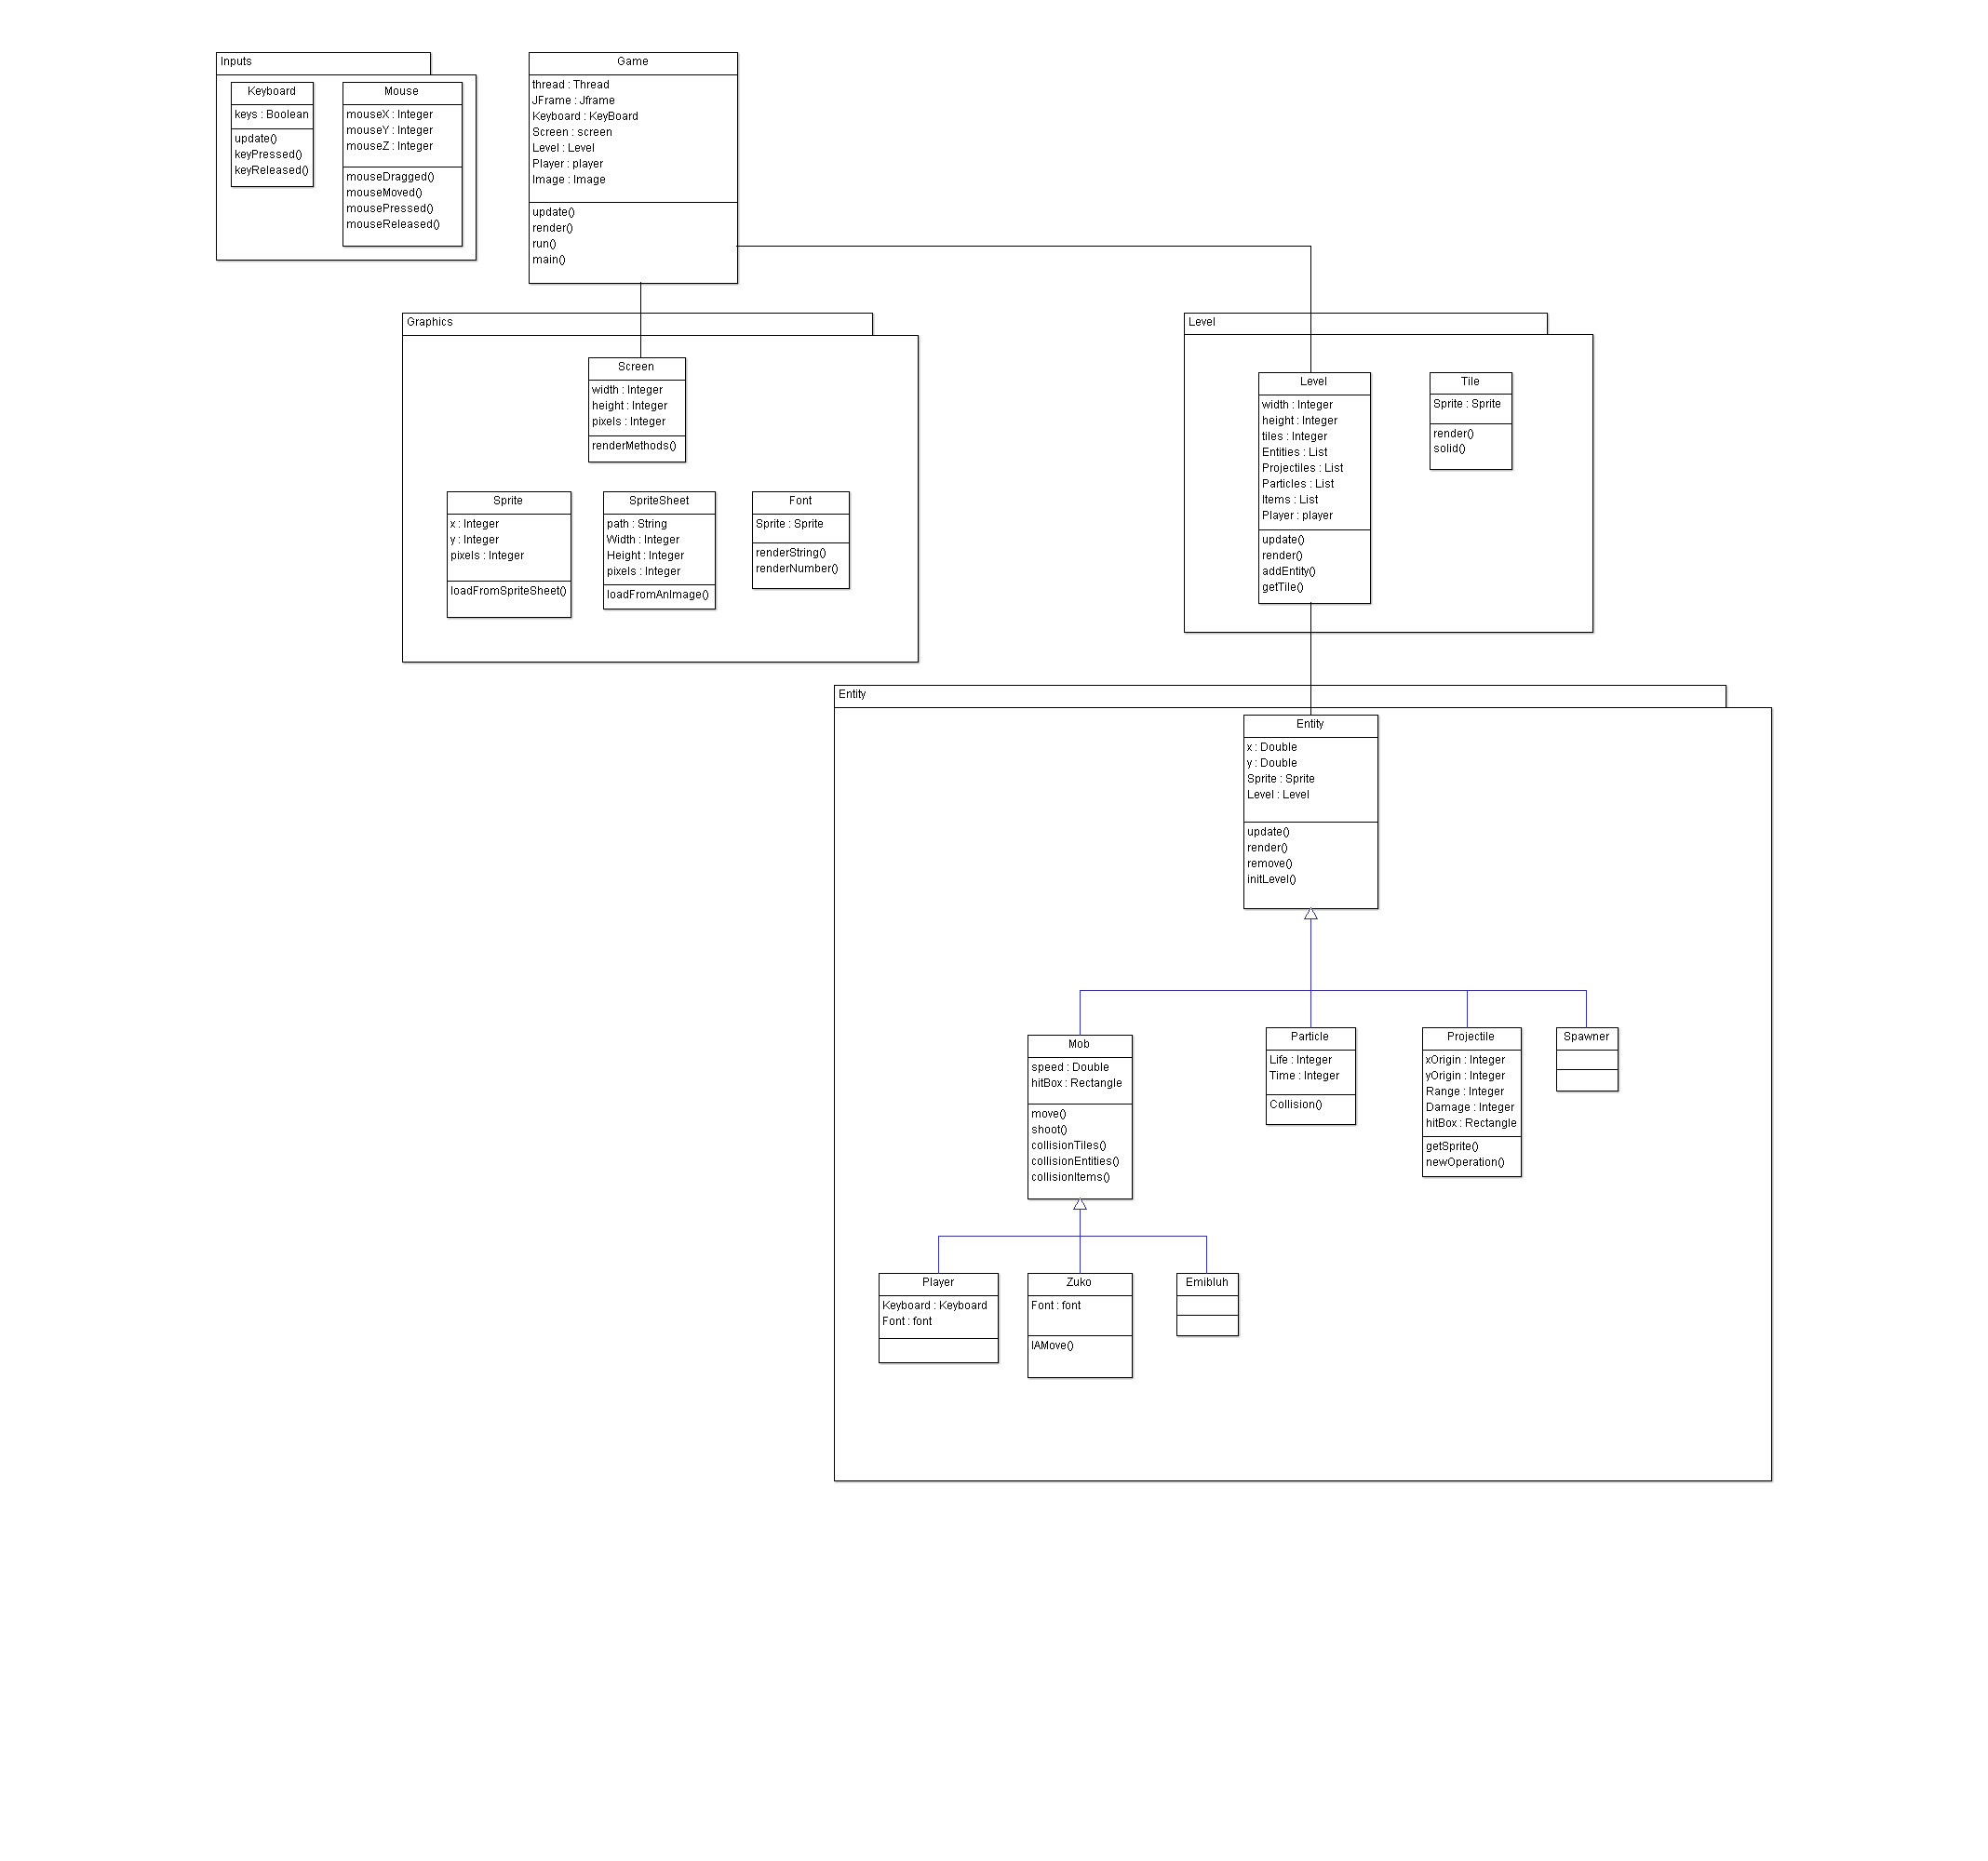 Inputs
Keyboard
keys : Boolean
update()
keyPressed()
keyReleased()
Mouse
mouseX : Integer
mouseY : Integer
mouseZ : Integer
mouseDragged()
mouseMoved()
mousePressed()
mouseReleased()
Game
thread : Thread
JFrame : Jframe
Keyboard : KeyBoard
Screen : screen
Level : Level
Player : player
Image : Image
update()
render()
run()
main()
Graphics
Screen
width : Integer
height : Integer
pixels : Integer
renderMethods()
Sprite
x : Integer
y : Integer
pixels : Integer
loadFromSpriteSheet()
SpriteSheet
path : String
Width : Integer
Height : Integer
pixels : Integer
loadFromAnImage()
Font
Sprite : Sprite
renderString()
renderNumber()
Level
Level
width : Integer
height : Integer
tiles : Integer
Entities : List
Projectiles : List
Particles : List
Items : List
Player : player
update()
render()
addEntity()
getTile()
Tile
Sprite : Sprite
render()
solid()
Entity
Entity
x : Double
y : Double
Sprite : Sprite
Level : Level
update()
render()
remove()
initLevel()
Mob
speed : Double
hitBox : Rectangle
move()
shoot()
collisionTiles()
collisionEntities()
collisionItems()
Particle
Life : Integer
Time : Integer
Collision()
Projectile
xOrigin : Integer
yOrigin : Integer
Range : Integer
Damage : Integer
hitBox : Rectangle
getSprite()
newOperation()
Spawner
Player
Keyboard : Keyboard
Font : font
Zuko
Font : font
IAMove()
Emibluh